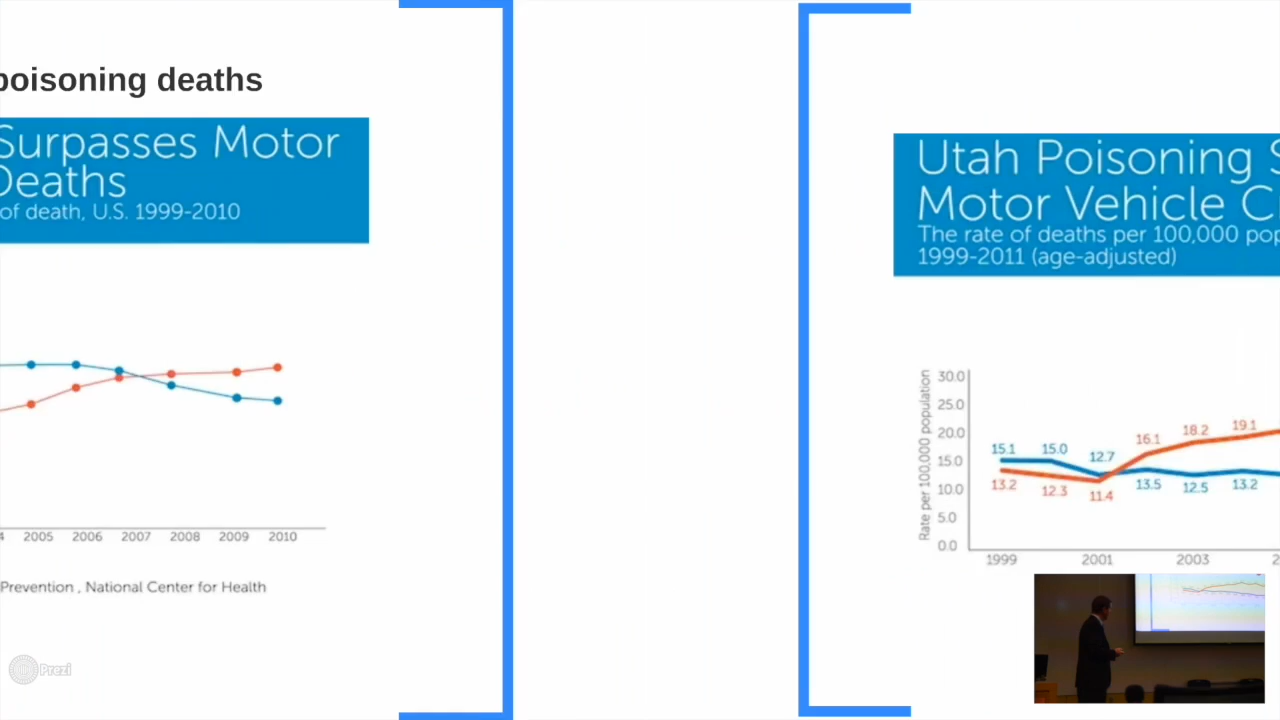 poisoning deaths
Surpasses Motor
Deaths
of death, U.S. 1999-2010
2005 2006 2007 2008 2009 2010
Prevention , National Center for Health
Prezi
Utah Poisoning
Motor Vehicle
The rate of deaths per 100,000
1999-2011 (age-adjusted)
Rate per 100,000 population
30.0
25.0
20.0
15.0
10.0
5.0
0.0
15.1 15.0 12.7 16.1 18.2 19.1
13.2 12.3 11.4 13.5 12.5 13.2
1999 2001 2003